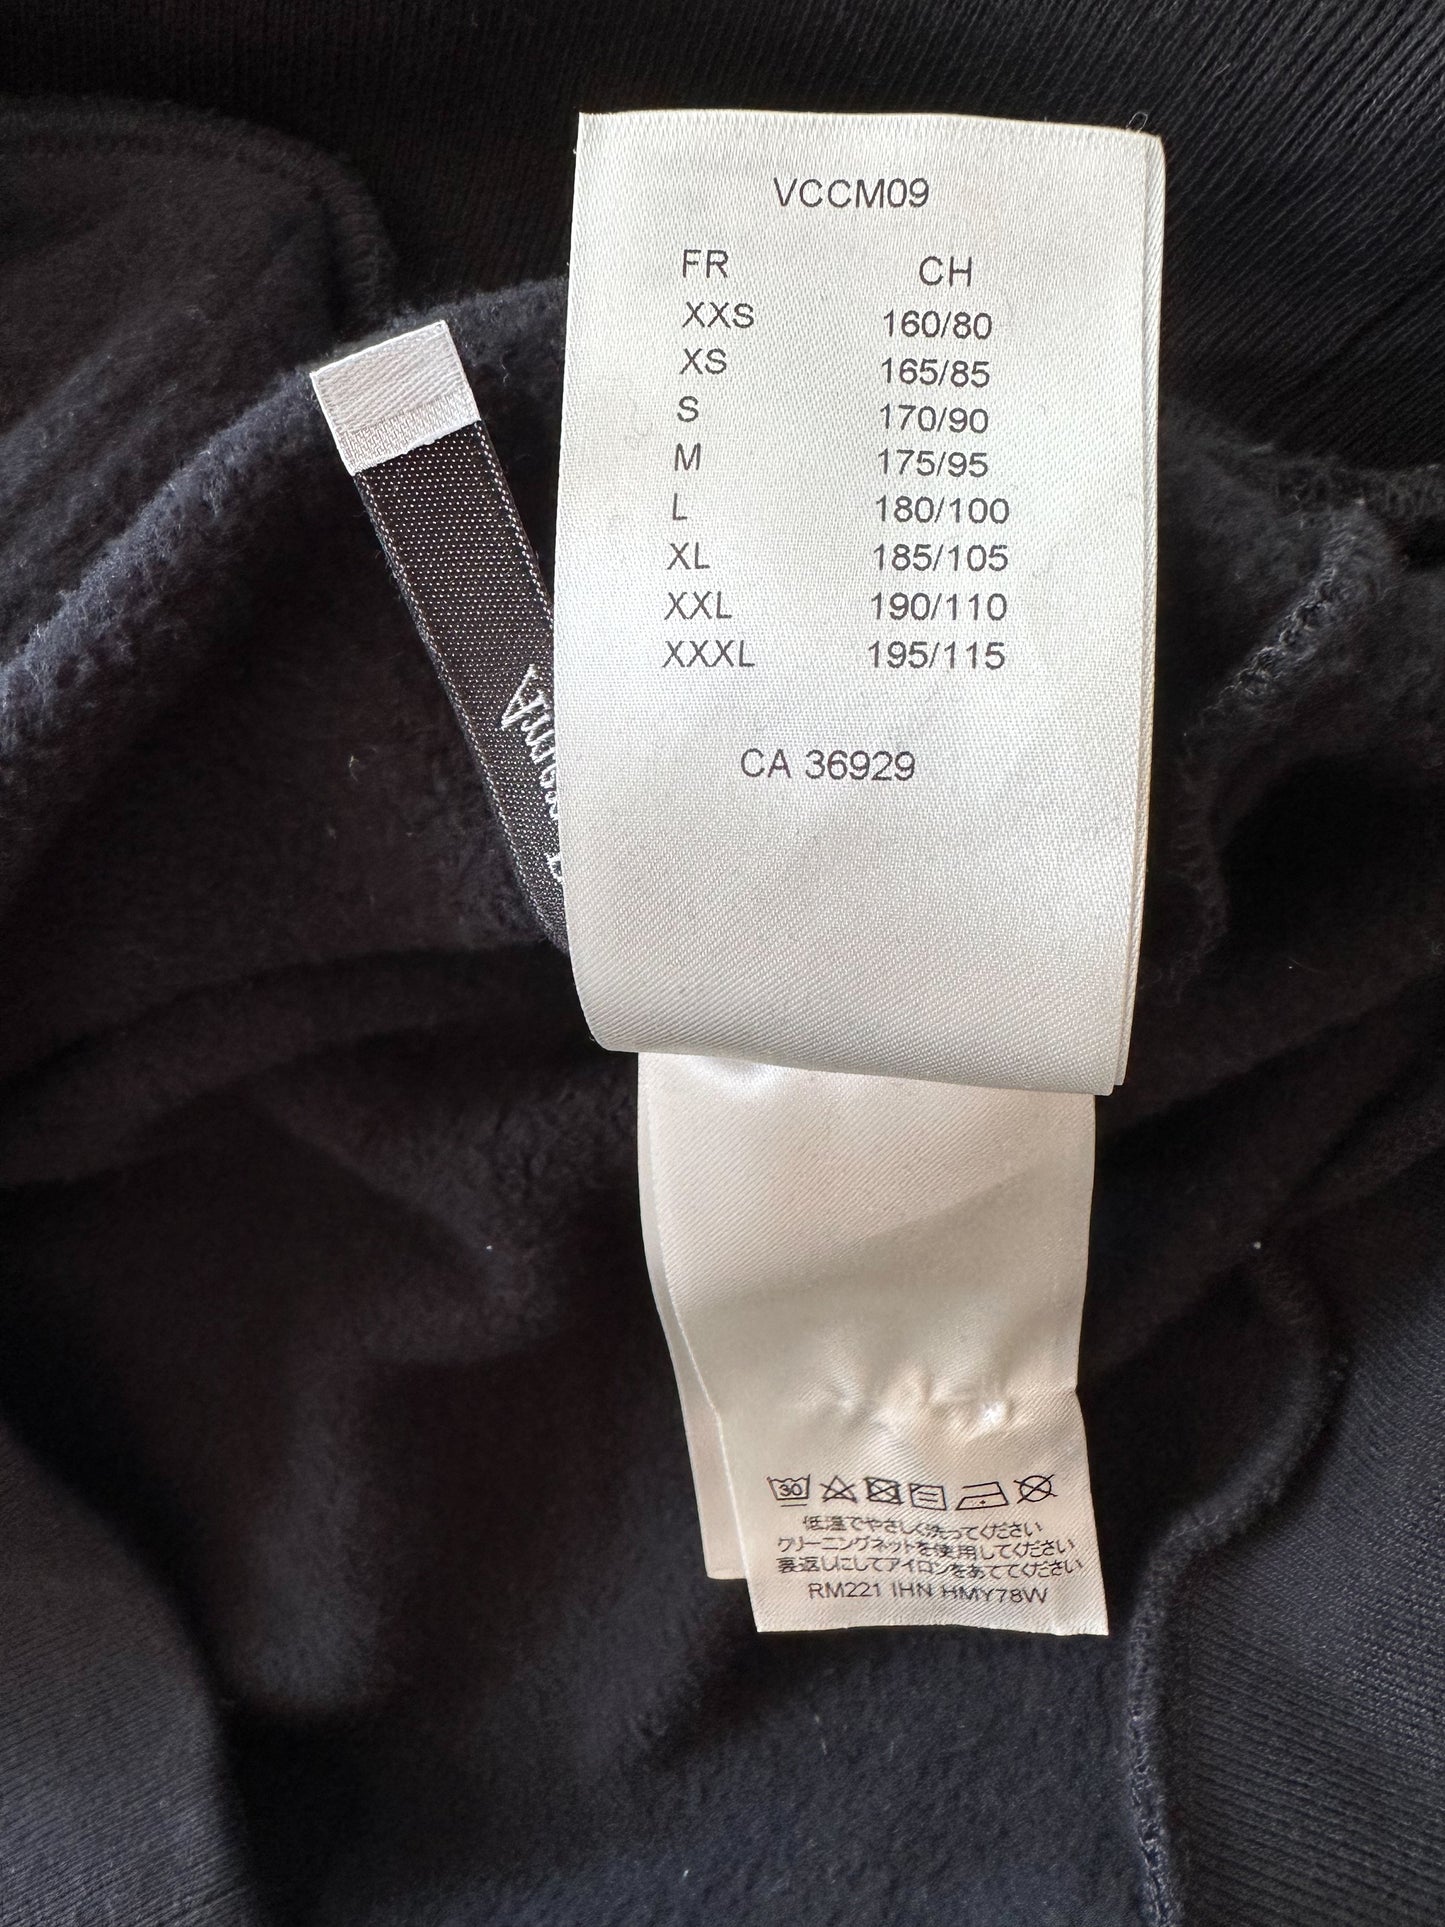 VCCM09
FR CH
XXS 160/80
XS 165/85
S 170/90
M 175/95
L 180/100
XL 185/105
XXL 190/110
XXXL 195/115
CA 36929
30
低温でやさしく洗ってください
クリーニングネットを使用してください
裏返しにしてアイロンをあててください
RM221 IHN HMY78W